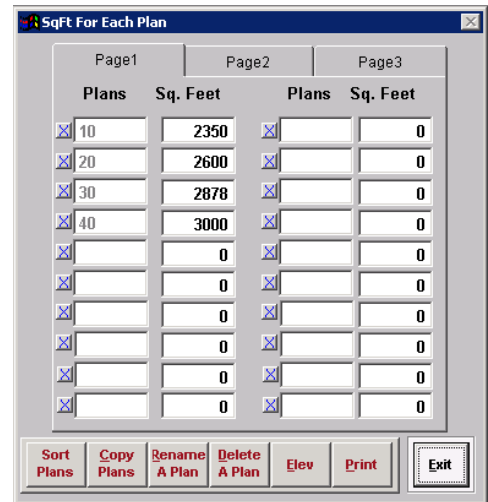 SqFt For Each Plan
Page1 Page2 Page3
Plans Sq. Feet Plans Sq. Feet
10 2350 0
20 2600 0
30 2878 0
40 3000 0
0 0
0 0
0 0
0 0
0 0
0 0
Sort Plans Copy Plans Rename A Plan Delete A Plan Elev Print Exit